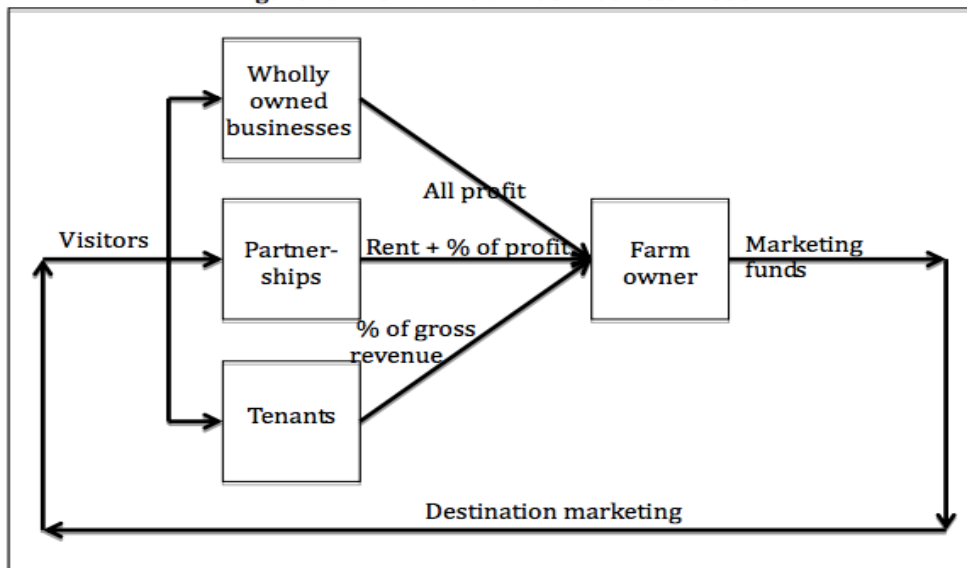 Wholly
owned
businesses
All profit
Visitors
Partner-
ships
Rent + % of profit
Farm
owner
Marketing
funds
% of gross
revenue
Tenants
Destination marketing